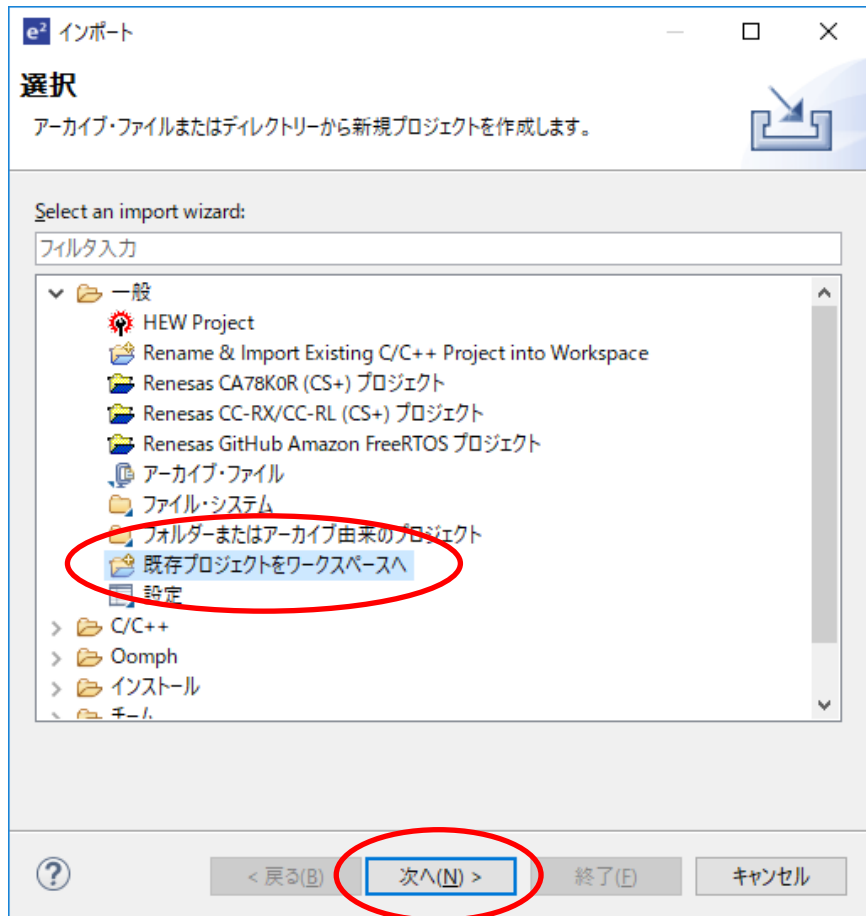 e² インポート
選択
アーカイブ・ファイルまたはディレクトリーから新規プロジェクトを作成します。
Select an import wizard:
フィルタ入力
一般
HEW Project
Rename & Import Existing C/C++ Project into Workspace
Renesas CA78K0R (CS+) プロジェクト
Renesas CC-RX/CC-RL (CS+) プロジェクト
Renesas GitHub Amazon FreeRTOS プロジェクト
アーカイブ・ファイル
ファイル・システム
フォルダーまたはアーカイブ由来のプロジェクト
既存プロジェクトをワークスペースへ
設定
C/C++
Oomph
インストール
チーム
? < 戻る(B) 次へ(N) > 終了(F) キャンセル